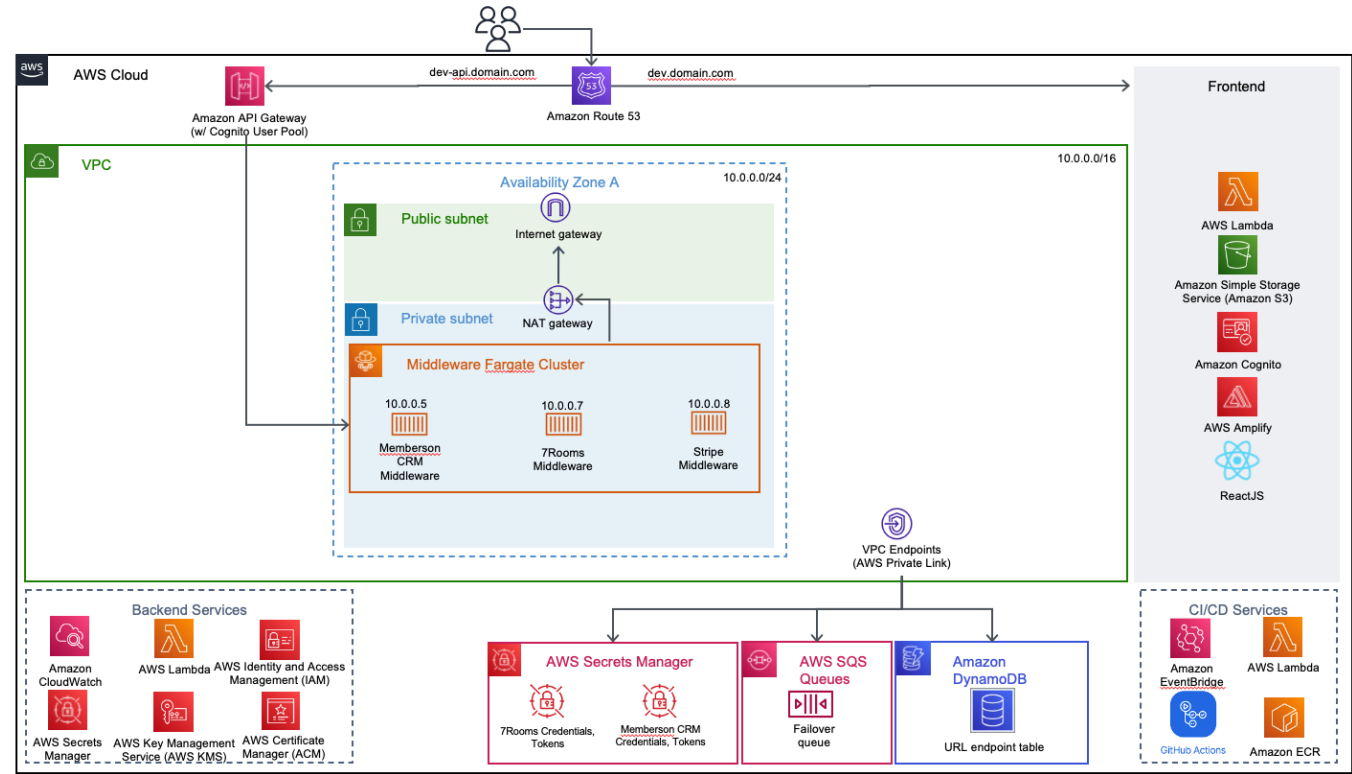 aws
AWS Cloud
dev-api.domain.com
dev.domain.com
53
Amazon API Gateway
(w/ Cognito User Pool)
Amazon Route 53
Frontend
VPC
10.0.0.0/16
Availability Zone A
10.0.0.0/24
Public subnet
Internet gateway
Private subnet
NAT gateway
Middleware Fargate Cluster
10.0.0.5
Memberson
CRM
Middleware
10.0.0.7
7Rooms
Middleware
10.0.0.8
Stripe
Middleware
VPC Endpoints
(AWS Private Link)
AWS Lambda
Amazon Simple Storage
Service (Amazon S3)
Amazon Cognito
AWS Amplify
ReactJS
Backend Services
Amazon
CloudWatch
AWS Lambda
AWS Identity and Access
Management (IAM)
AWS Secrets
Manager
AWS Key Management
Service (AWS KMS)
AWS Certificate
Manager (ACM)
AWS Secrets Manager
7Rooms Credentials,
Tokens
Memberson CRM
Credentials, Tokens
AWS SQS
Queues
Failover
queue
Amazon
DynamoDB
URL endpoint table
CI/CD Services
Amazon
EventBridge
AWS Lambda
GitHub Actions
Amazon ECR